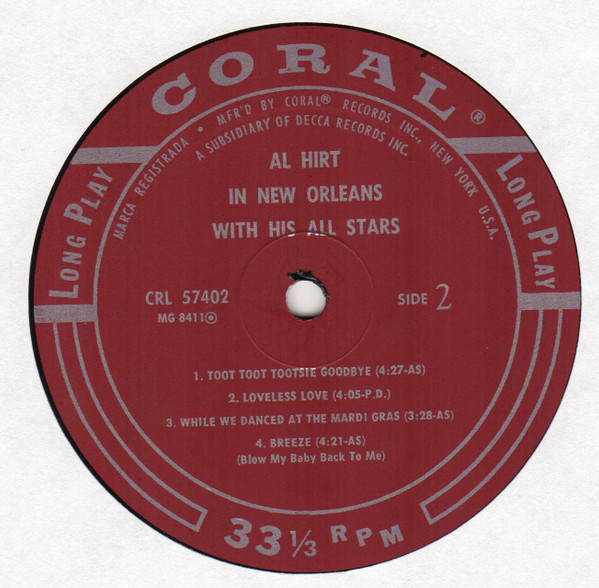 CORAL®
MARCA REGISTRADA • MFR'D BY CORAL® RECORDS INC., NEW YORK U.S.A.
A SUBSIDIARY OF DECCA RECORDS INC.
AL HIRT
IN NEW ORLEANS
WITH HIS ALL STARS
LONG PLAY
LONG PLAY
CRL 57402
SIDE 2
MG 8411
1. TOOT TOOT TOOTSIE GOODBYE (4:27-AS)
2. LOVELESS LOVE (4:05-P.D.)
3. WHILE WE DANCED AT THE MARDI GRAS (3:28-AS)
4. BREEZE (4:21-AS)
(Blow My Baby Back To Me)
33 1/3 RPM